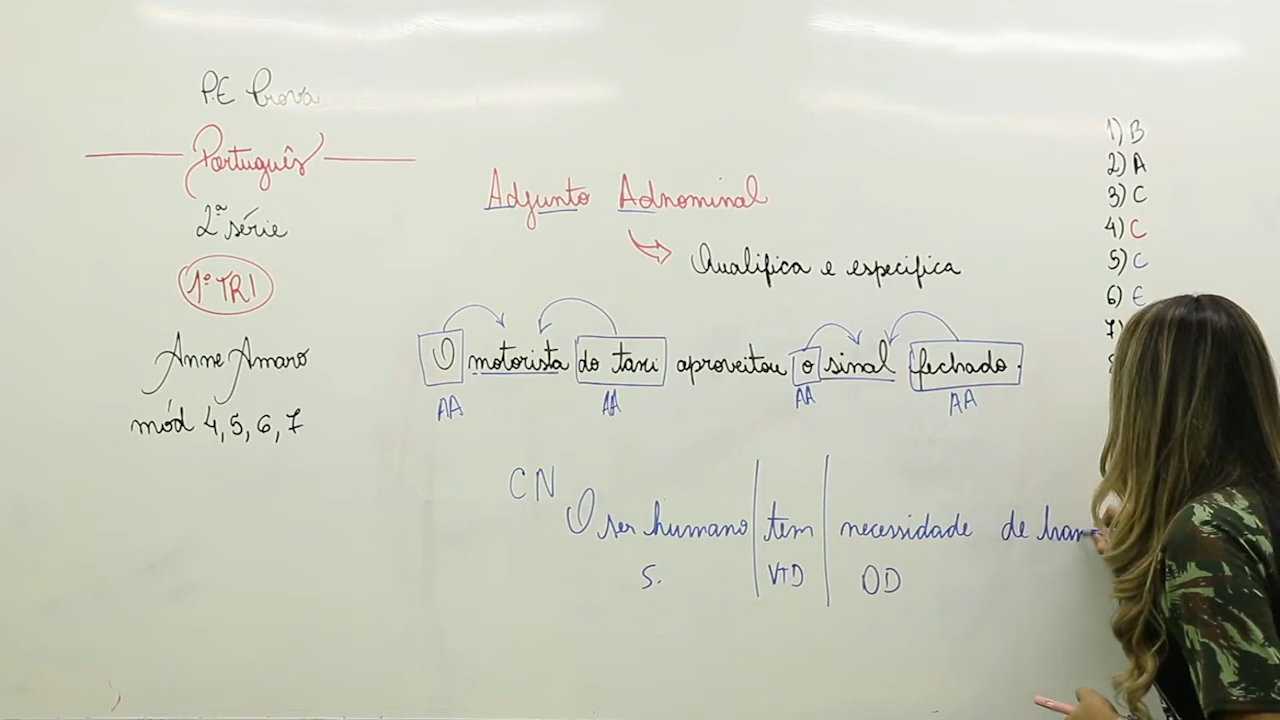 P.E Prova
Português
2ª série
1º TRI
Anne Amaro
mód 4, 5, 6, 7
Adjunto Adnominal
Qualifica e especifica
O motorista do taxi aproveitou o sinal fechado.
AA AA AA AA
CN
O ser humano tem necessidade de
S. VTD OD
1) B
2) A
3) C
4) C
5) C
6) E
7)